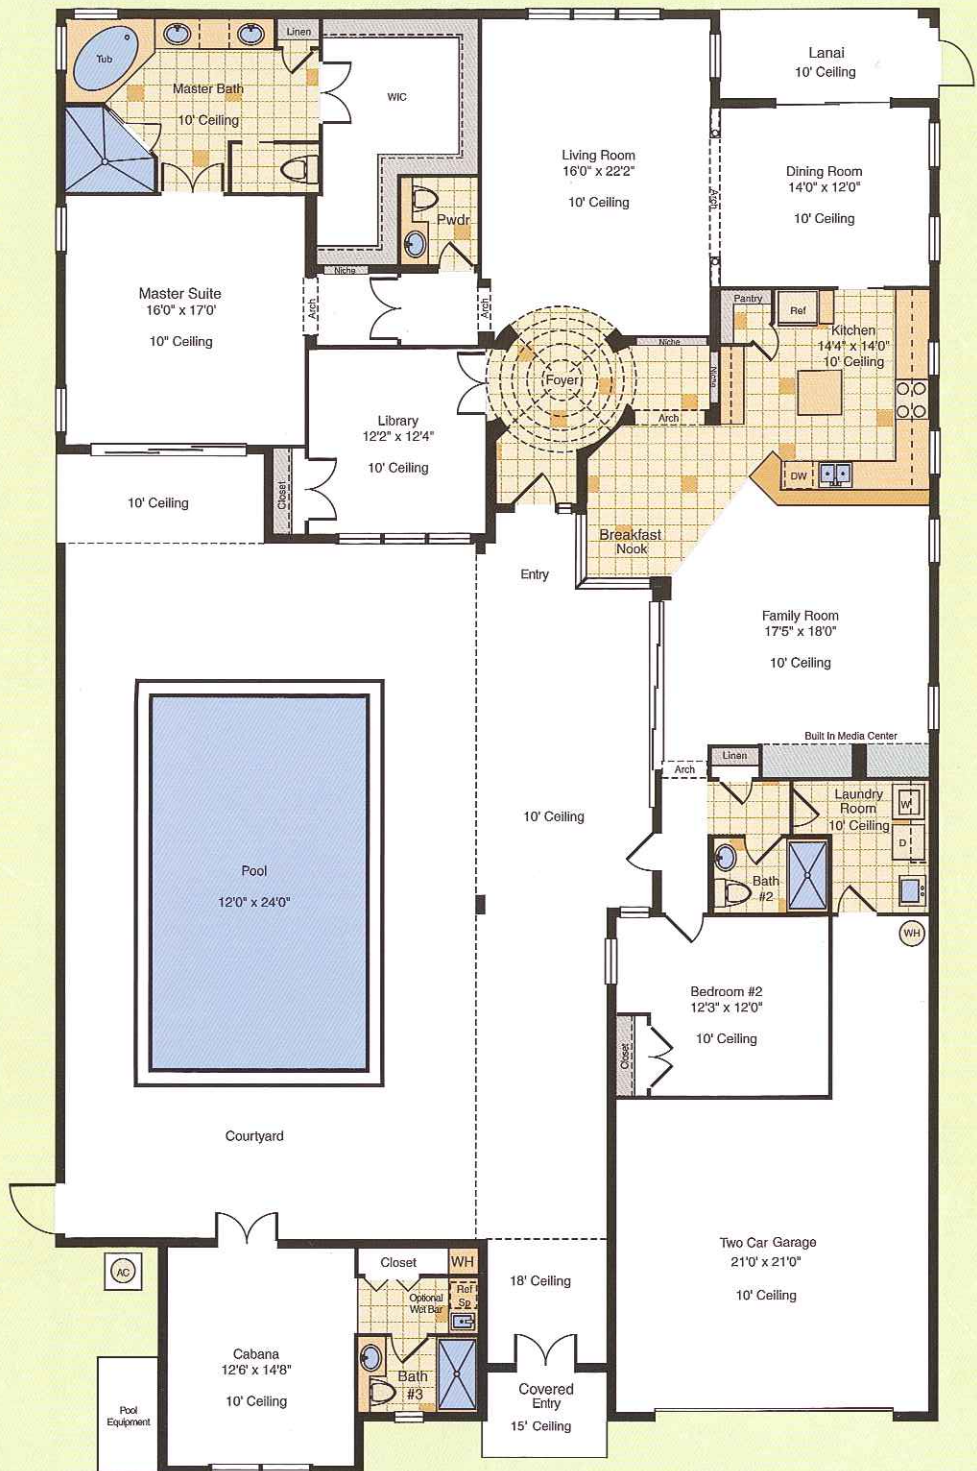 Linen
Tub
Master Bath
10' Ceiling
WIC
Lanai
10' Ceiling
Living Room
16'0" x 22'2"
10' Ceiling
Dining Room
14'0" x 12'0"
10' Ceiling
Arch
Pwdr
Niche
Master Suite
16'0" x 17'0'
10" Ceiling
Arch
Arch
Pantry
Ref
Kitchen
14'4" x 14'0"
10' Ceiling
Niche
Niche
Foyer
Arch
Library
12'2" x 12'4"
10' Ceiling
Closet
10' Ceiling
DW
Breakfast
Nook
Entry
Family Room
17'5" x 18'0"
10' Ceiling
Built In Media Center
Linen
Arch
Laundry
Room
10' Ceiling
W
D
10' Ceiling
Pool
12'0" x 24'0"
Bath
#2
WH
Bedroom #2
12'3" x 12'0"
10' Ceiling
Closet
Courtyard
Two Car Garage
21'0' x 21'0"
10' Ceiling
AC
Closet
WH
18' Ceiling
Optional
Wet Bar
Ref
Sp
Cabana
12'6' x 14'8"
10' Ceiling
Bath
#3
Covered
Entry
15' Ceiling
Pool
Equipment